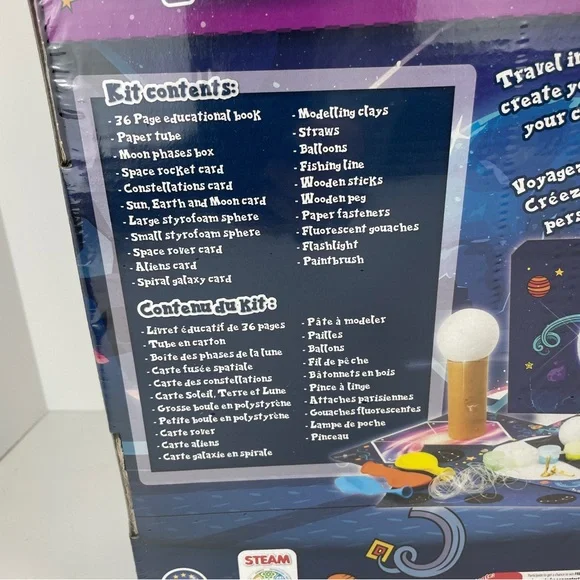 Kit contents:
- 36 Page educational book
- Paper tube
- Moon phases box
- Space rocket card
- Constellations card
- Sun, Earth and Moon card
- Large styrofoam sphere
- Small styrofoam sphere
- Space rover card
- Aliens card
- Spiral galaxy card
- Modelling clays
- Straws
- Balloons
- Fishing line
- Wooden sticks
- Wooden peg
- Paper fasteners
- Fluorescent gouaches
- Flashlight
- Paintbrush
Contenu du Kit:
- Livret éducatif de 36 pages
- Tube en carton
- Boîte des phases de la lune
- Carte fusée spatiale
- Carte des constellations
- Carte Soleil, Terre et Lune
- Grosse boule en polystyrène
- Petite boule en polystyrène
- Carte rover
- Carte aliens
- Carte galaxie en spirale
- Pâte à modeler
- Pailles
- Ballons
- Fil de pêche
- Bâtonnets en bois
- Pince à linge
- Attaches parisiennes
- Gouaches fluorescentes
- Lampe de poche
- Pinceau
Travel in
create yo
your c
Voyagez
Créez
pers
STEAM